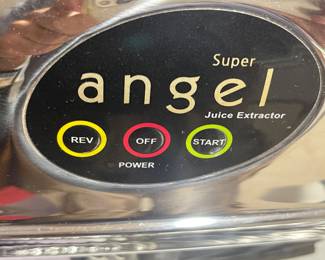 Super
angel
Juice Extractor
REV OFF START
POWER